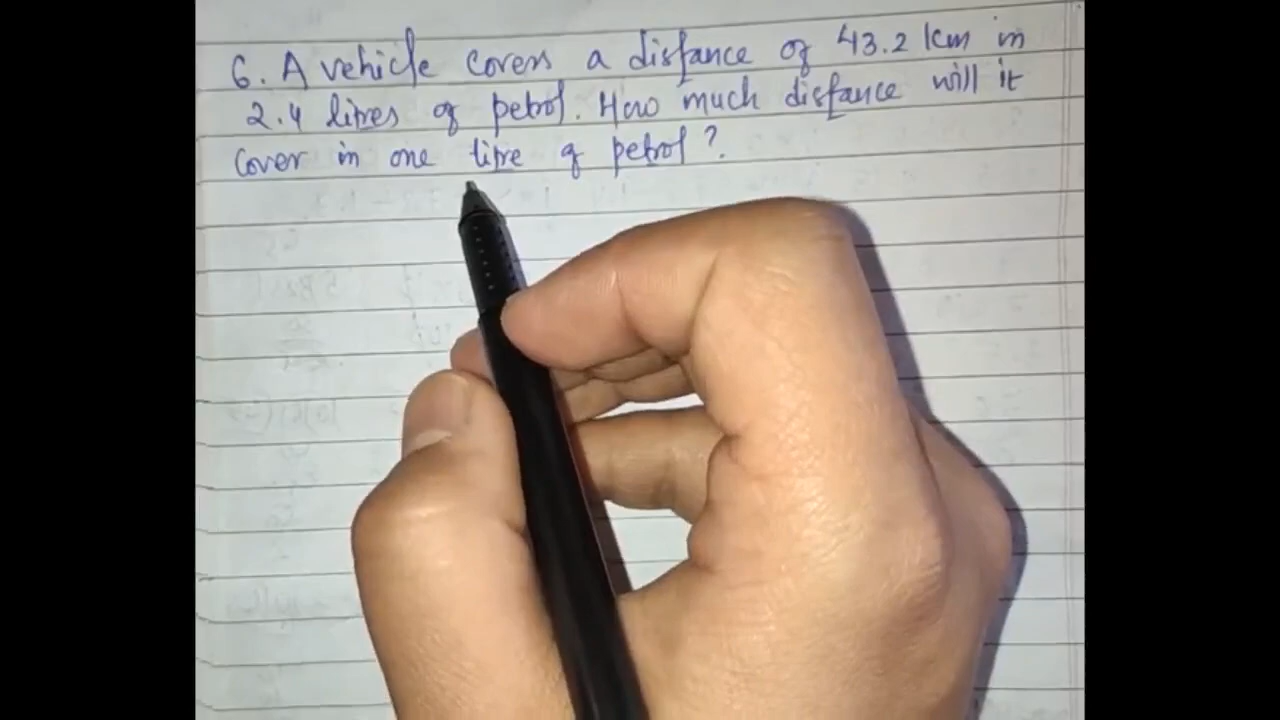 6. A vehicle covers a distance of 43.2 km in
2.4 litres of petrol. How much distance will it
cover in one litre of petrol?